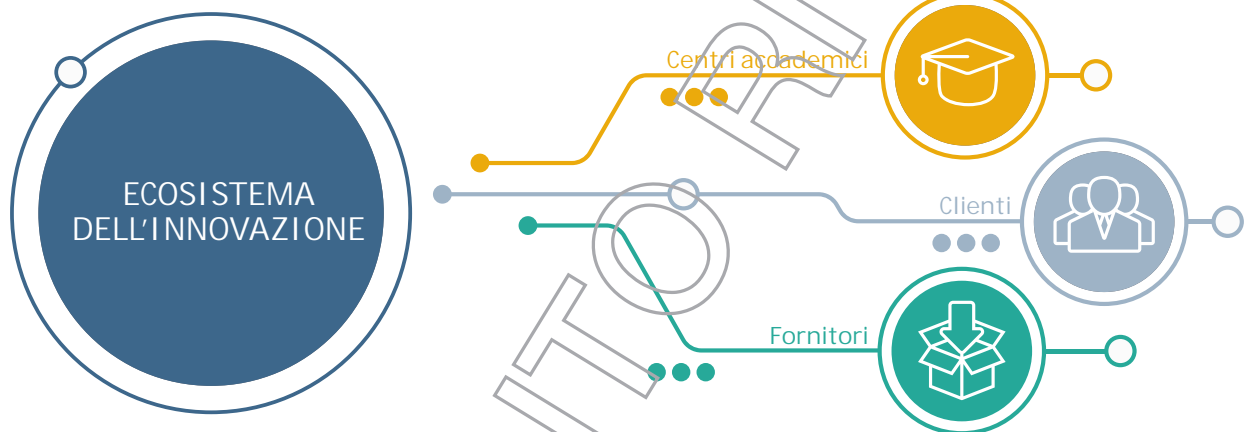 ECOSISTEMA
DELL'INNOVAZIONE
Centri accademici
Clienti
Fornitori